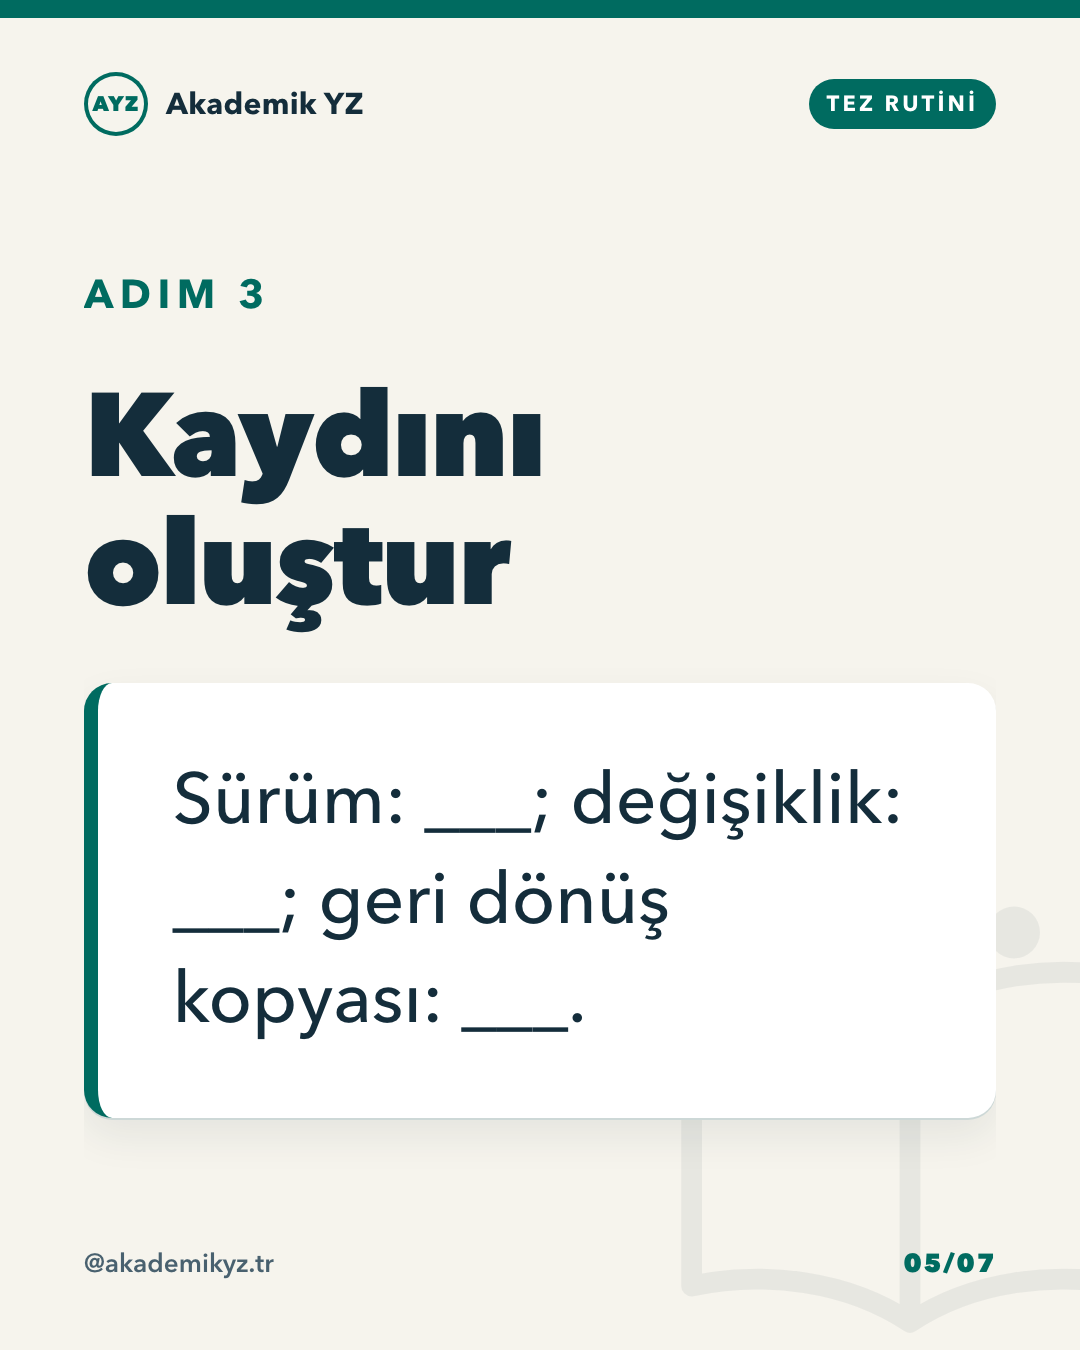 AYZ Akademik YZ
TEZ RUTİNİ
ADIM 3
Kaydını
oluştur
Sürüm: ___; değişiklik:
___; geri dönüş
kopyası: ___.
@akademikyz.tr
05/07